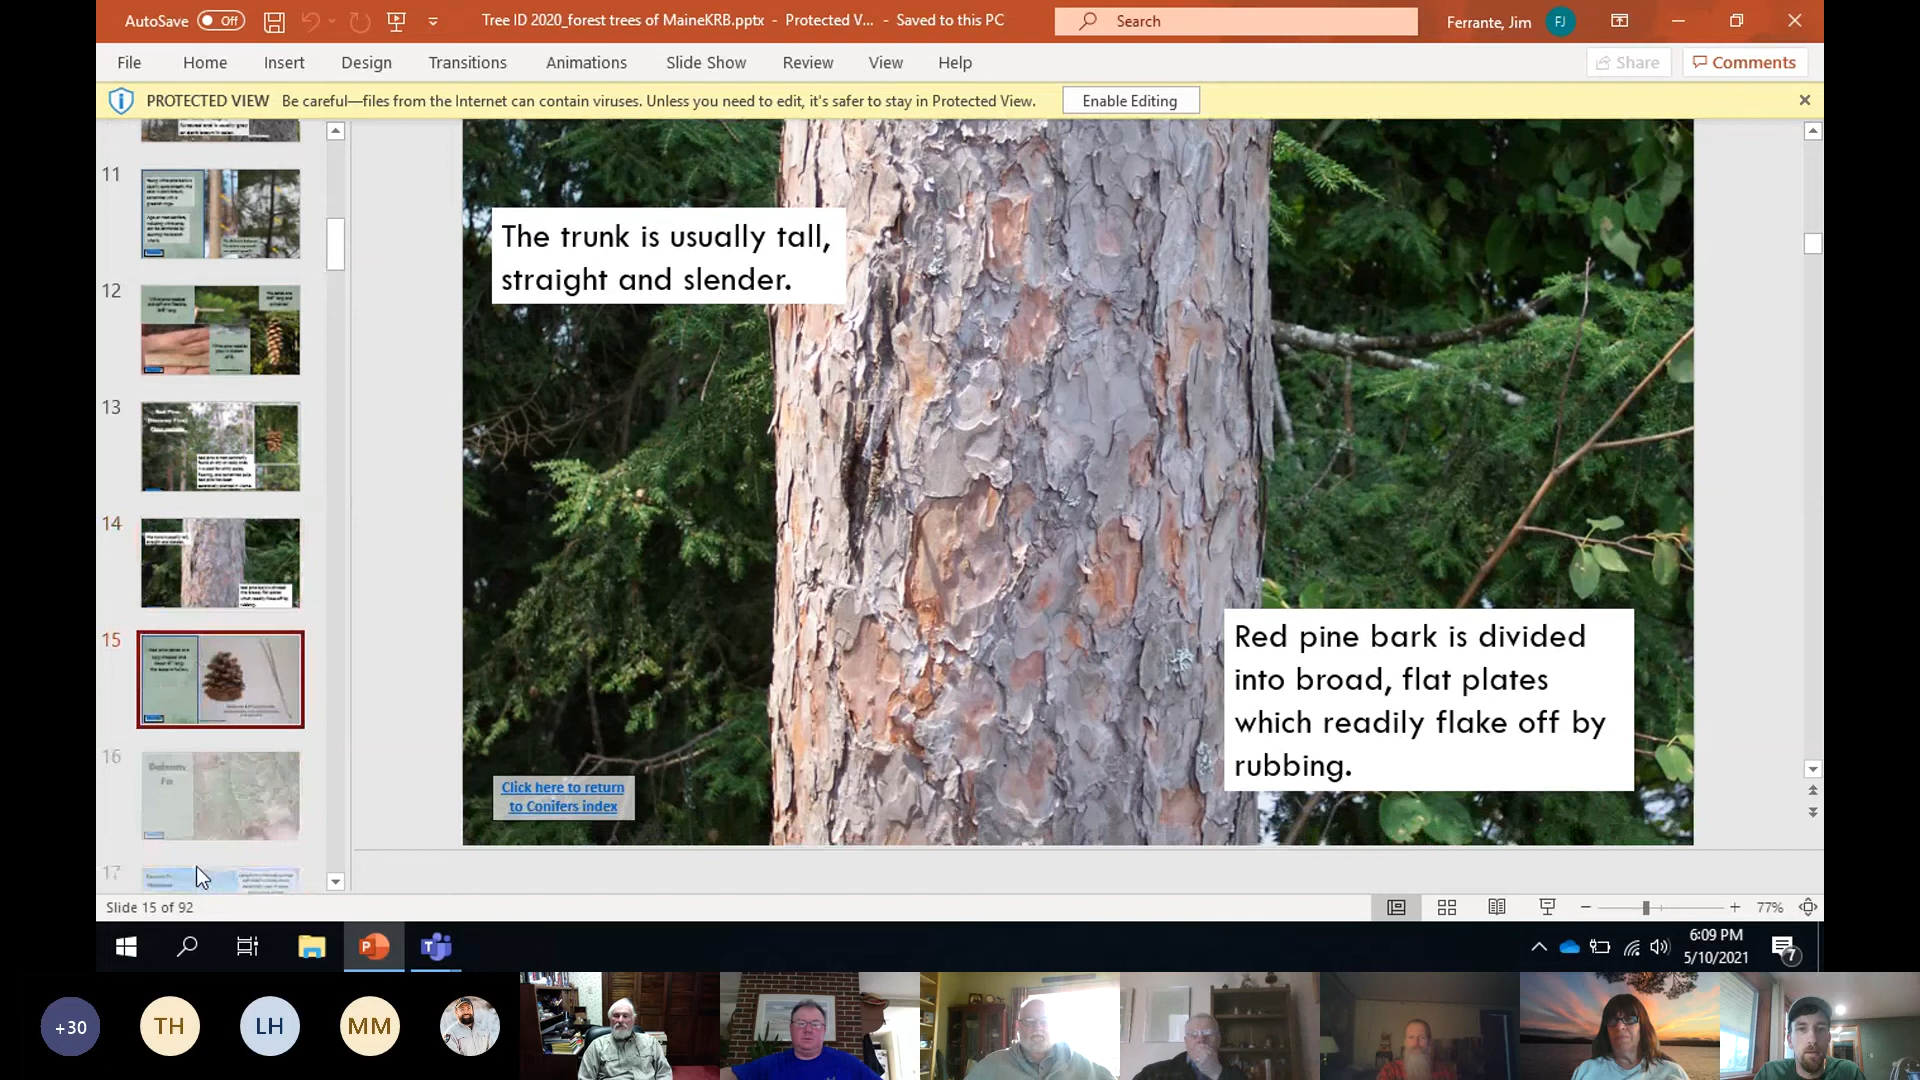 AutoSave Off Tree ID 2020_forest trees of MaineKRB.pptx - Protected V... - Saved to this PC Search Ferrante, Jim FJ
File Home Insert Design Transitions Animations Slide Show Review View Help Share Comments
PROTECTED VIEW Be careful—files from the Internet can contain viruses. Unless you need to edit, it's safer to stay in Protected View. Enable Editing
11
12
13
14
15
16
Balsam
Fir
17
The trunk is usually tall,
straight and slender.
Red pine bark is divided
into broad, flat plates
which readily flake off by
rubbing.
Click here to return
to Conifers index
Slide 15 of 92
77%
6:09 PM
5/10/2021
7
+30 TH LH MM